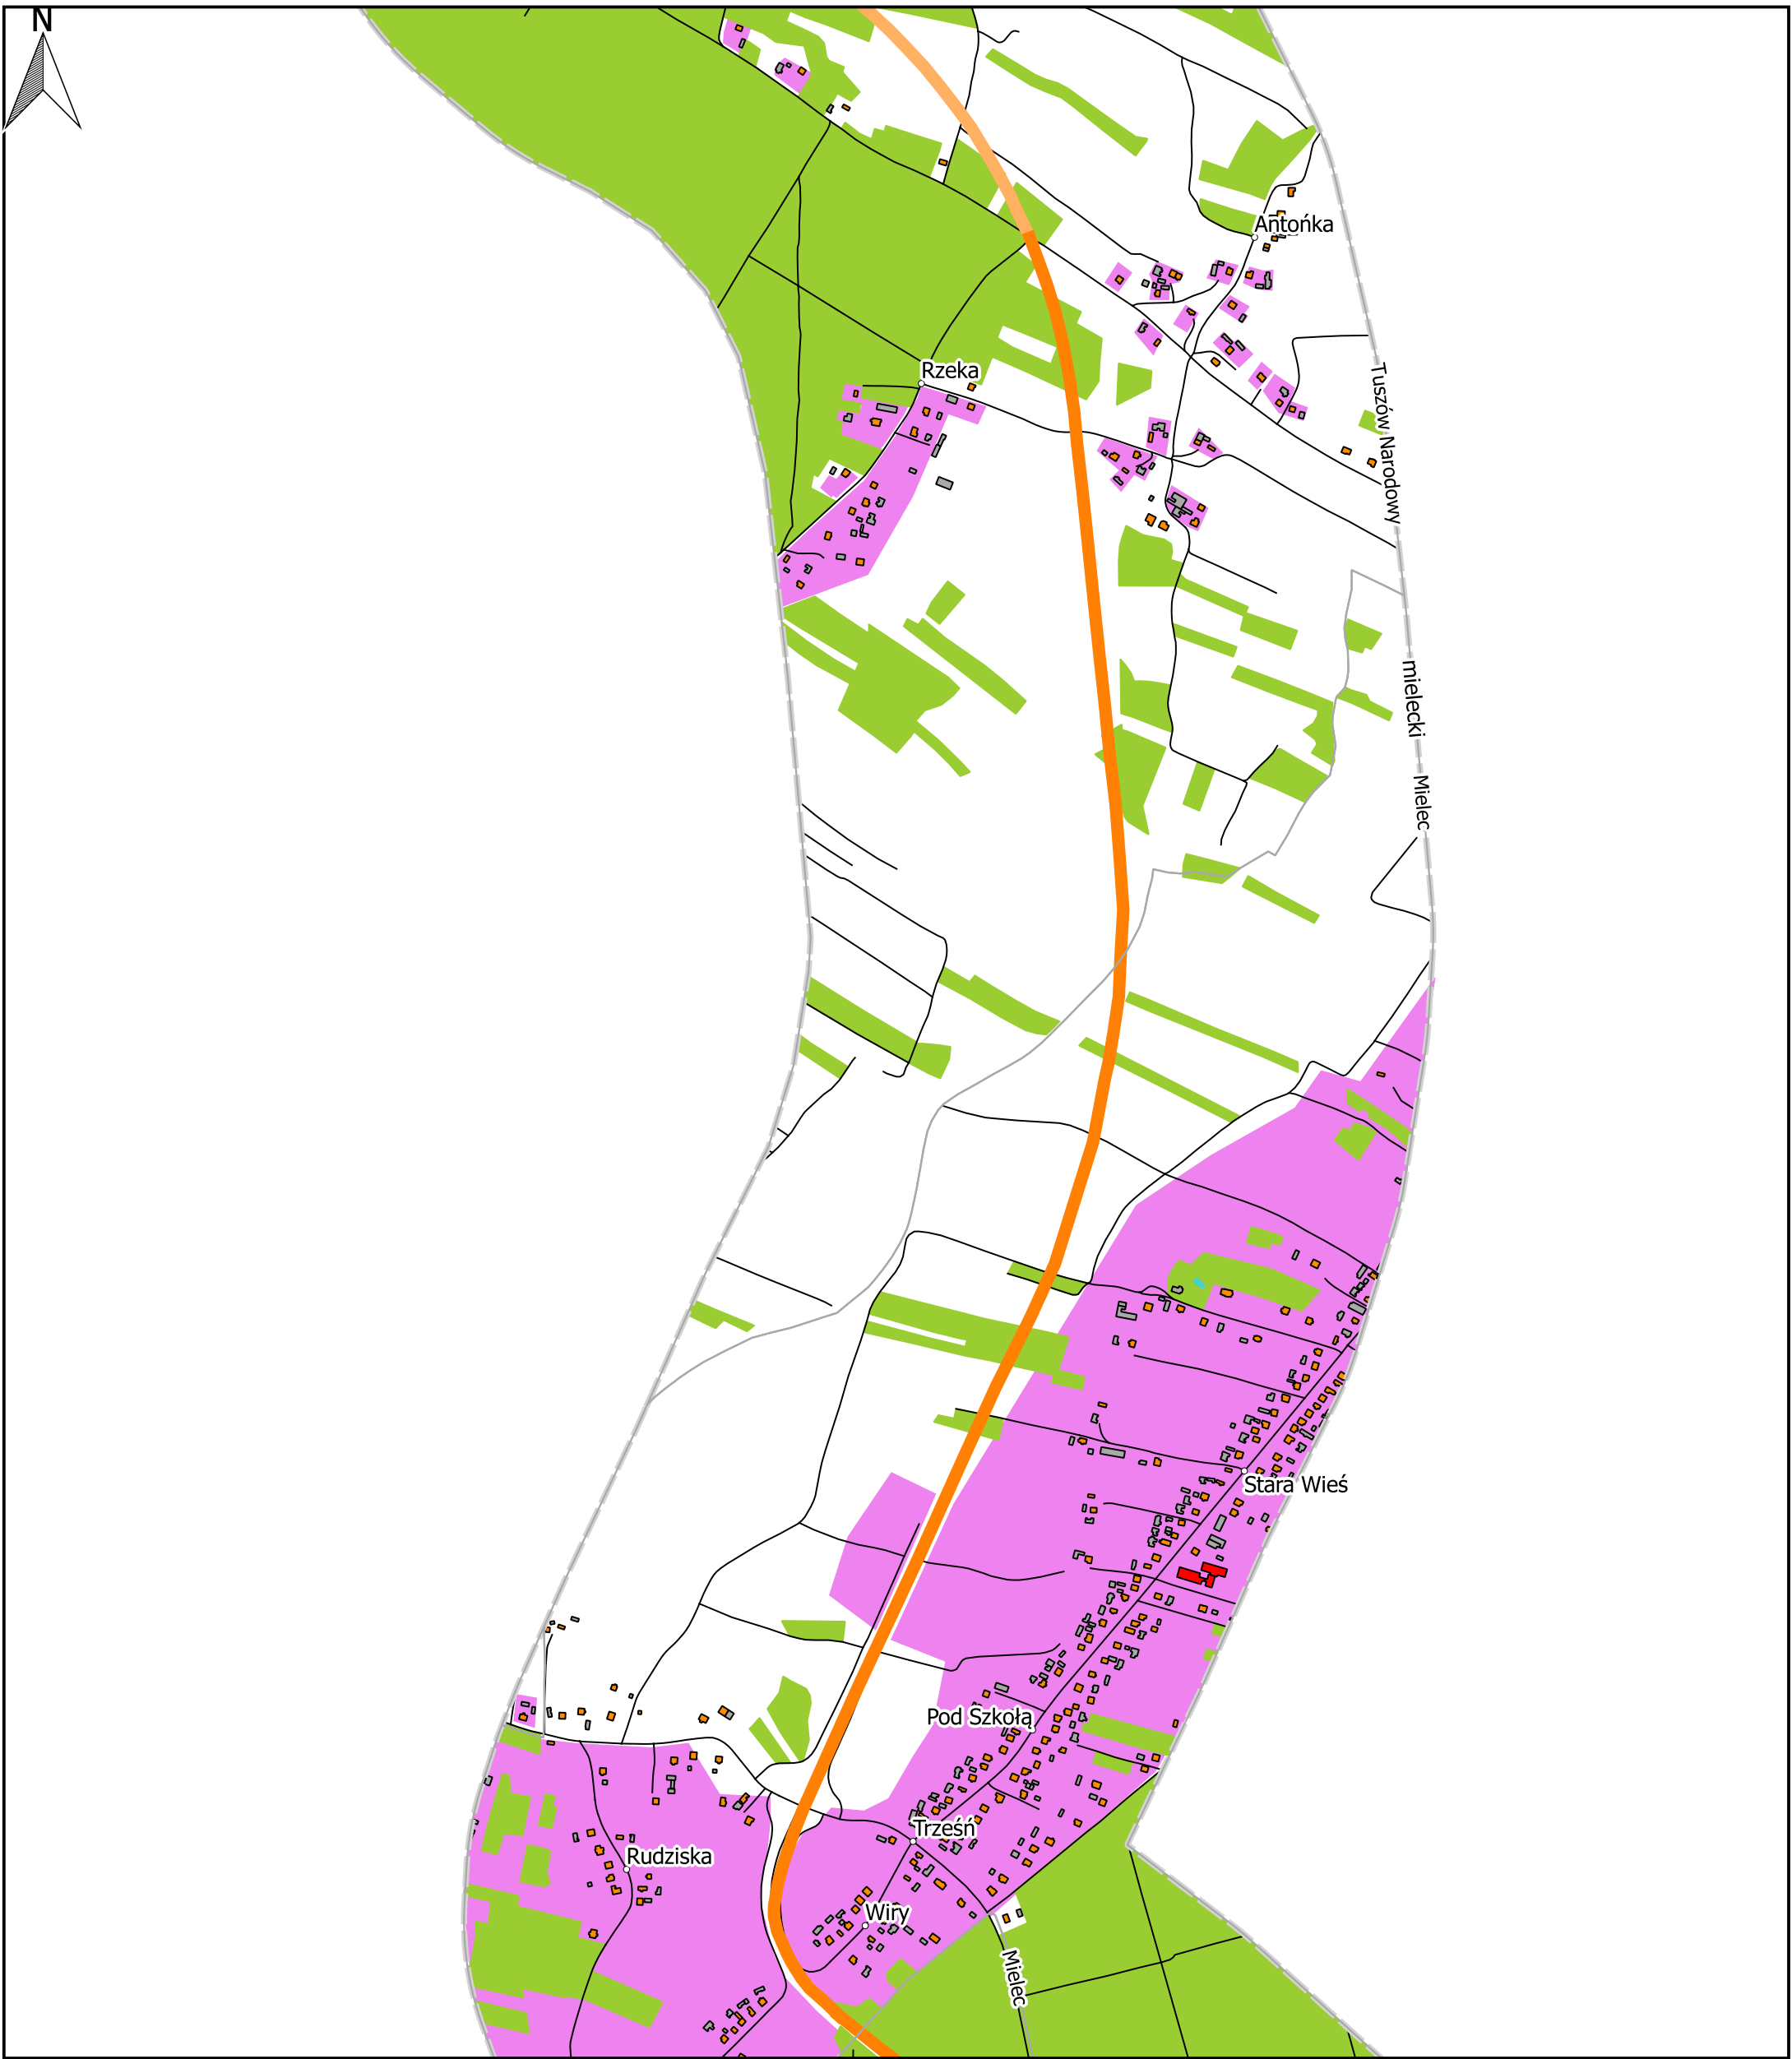 N
Antońka
Rzeka
Tuszów Narodowy
mielecki
Mielec
Stara Wieś
Pod Szkołą
Trześń
Rudziska
Wiry
Mielec